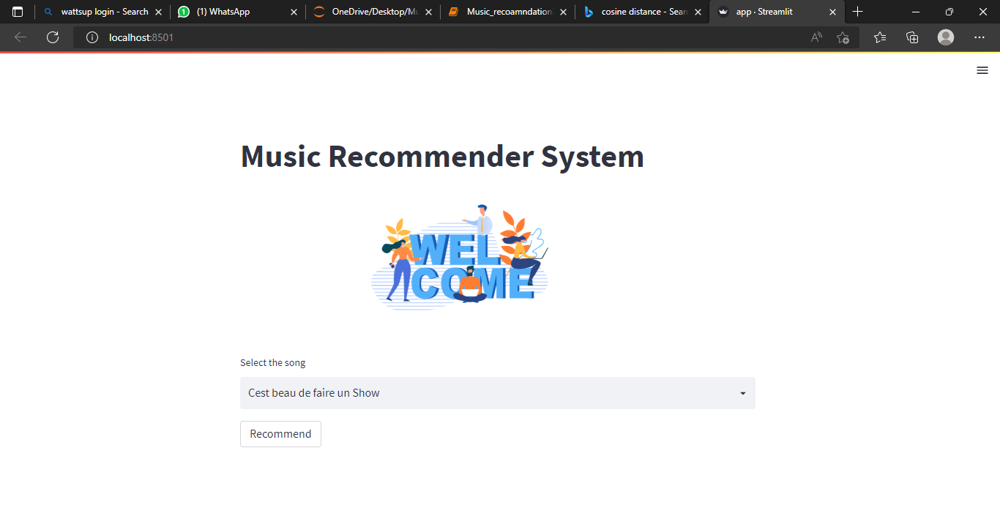 wattsup login - Search
(1) WhatsApp
OneDrive/Desktop/Mu
Music_recoamndation
cosine distance - Sear
app · Streamlit
localhost:8501
Music Recommender System
WEL
COME
Select the song
Cest beau de faire un Show
Recommend